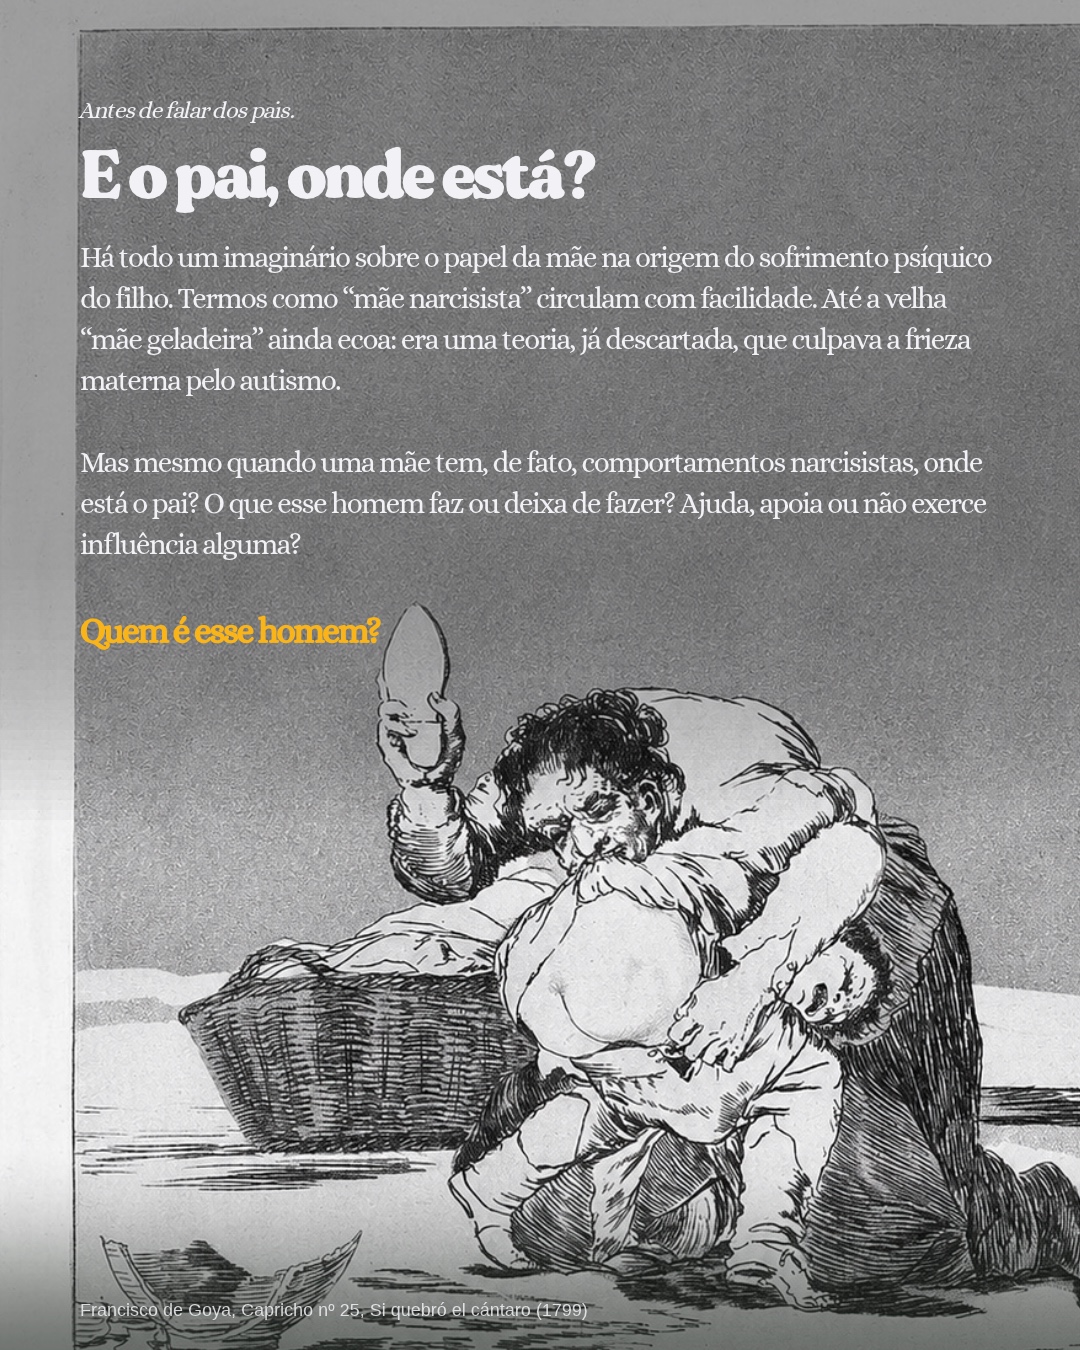 Antes de falar dos pais.
E o pai, onde está?
Há todo um imaginário sobre o papel da mãe na origem do sofrimento psíquico
do filho. Termos como “mãe narcisista” circulam com facilidade. Até a velha
“mãe geladeira” ainda ecoa: era uma teoria, já descartada, que culpava a frieza
materna pelo autismo.
Mas mesmo quando uma mãe tem, de fato, comportamentos narcisistas, onde
está o pai? O que esse homem faz ou deixa de fazer? Ajuda, apoia ou não exerce
influência alguma?
Quem é esse homem?
Francisco de Goya, Capricho nº 25, Si quebró el cántaro (1799)